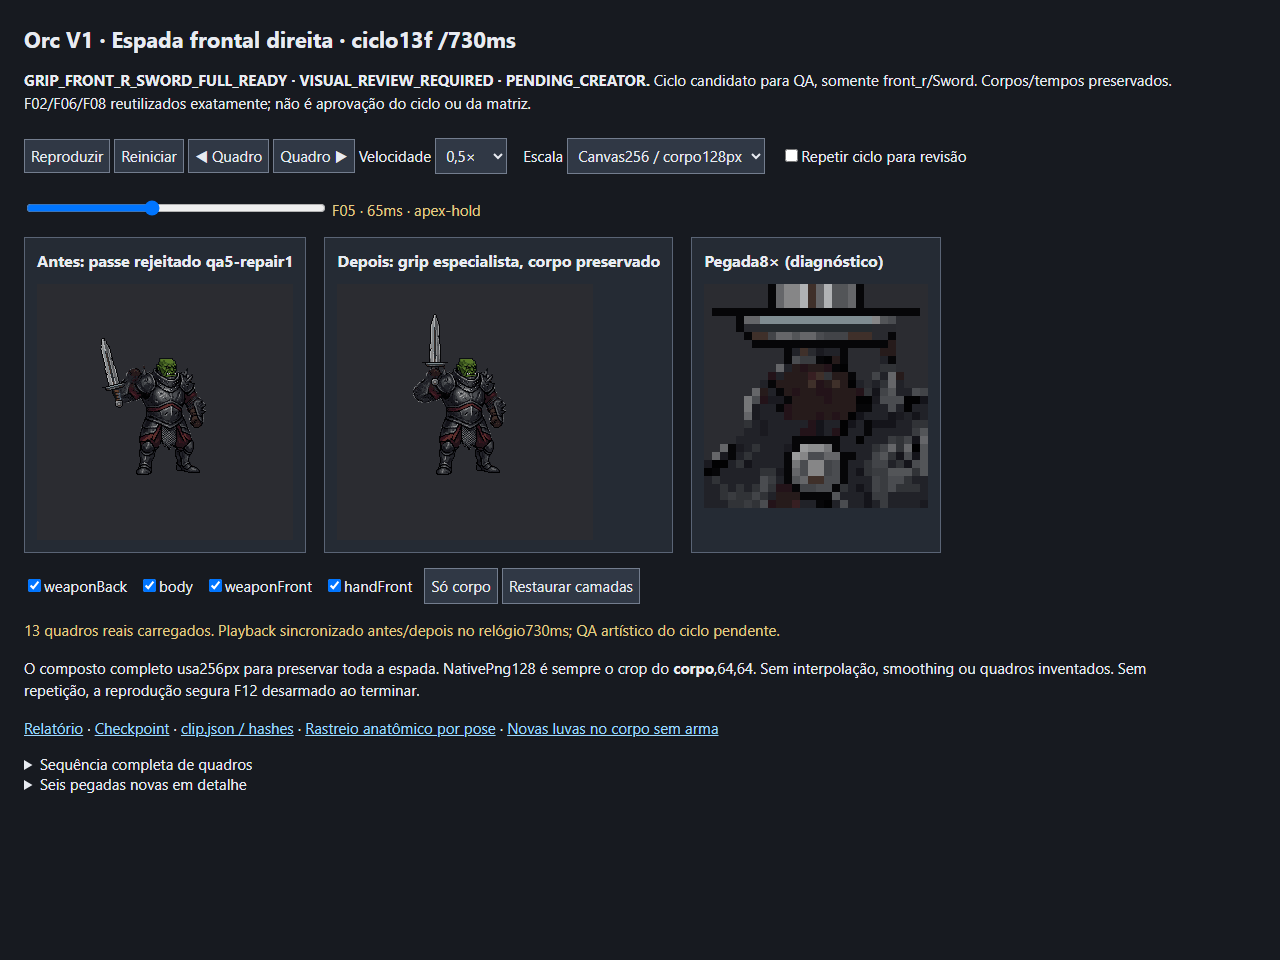 Orc V1 · Espada frontal direita · ciclo13f /730ms
GRIP_FRONT_R_SWORD_FULL_READY · VISUAL_REVIEW_REQUIRED · PENDING_CREATOR. Ciclo candidato para QA, somente front_r/Sword. Corpos/tempos preservados.
F02/F06/F08 reutilizados exatamente; não é aprovação do ciclo ou da matriz.
Reproduzir Reiniciar ◀ Quadro Quadro ▶ Velocidade 0,5× Escala Canvas256 / corpo128px Repetir ciclo para revisão
F05 · 65ms · apex-hold
Antes: passe rejeitado qa5-repair1
Depois: grip especialista, corpo preservado
Pegada8× (diagnóstico)
weaponBack body weaponFront handFront Só corpo Restaurar camadas
13 quadros reais carregados. Playback sincronizado antes/depois no relógio730ms; QA artístico do ciclo pendente.
O composto completo usa256px para preservar toda a espada. NativePng128 é sempre o crop do corpo,64,64. Sem interpolação, smoothing ou quadros inventados. Sem
repetição, a reprodução segura F12 desarmado ao terminar.
Relatório · Checkpoint · clip.json / hashes · Rastreio anatômico por pose · Novas luvas no corpo sem arma
▶ Sequência completa de quadros
▶ Seis pegadas novas em detalhe